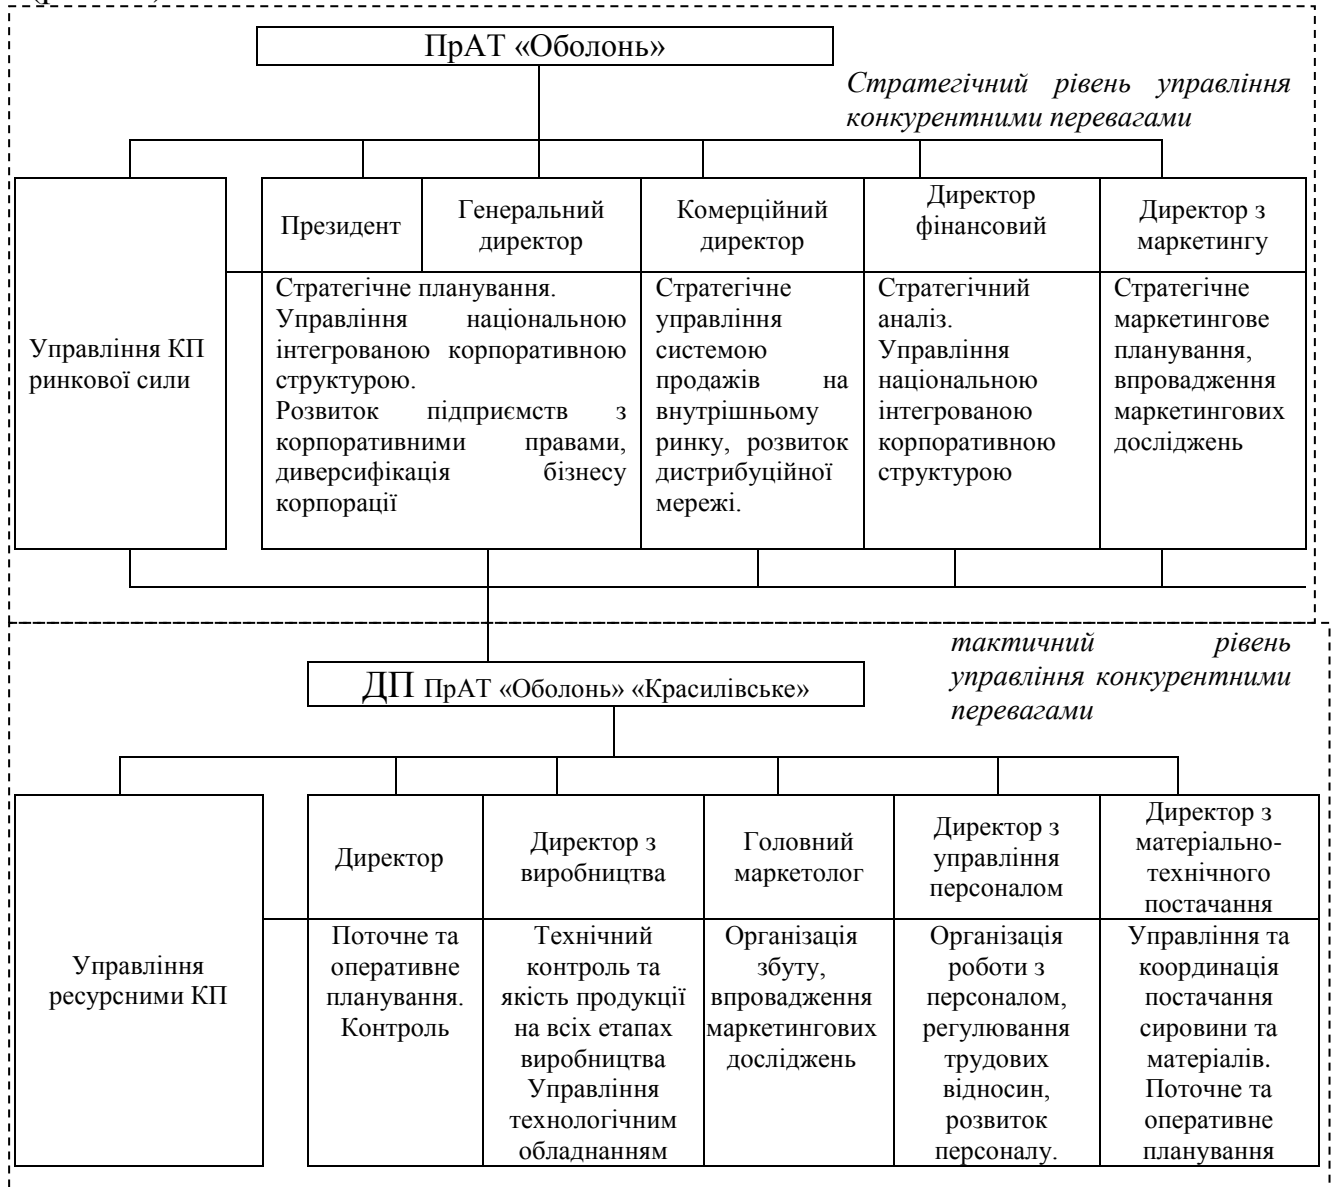 ПрАТ «Оболонь»
Стратегічний рівень управління
конкурентними перевагами
Управління КП
ринкової сили
Президент
Генеральний
директор
Комерційний
директор
Директор
фінансовий
Директор з
маркетингу
Стратегічне планування.
Управління національною
інтегрованою корпоративною
структурою.
Розвиток підприємств з
корпоративними правами,
диверсифікація бізнесу
корпорації
Стратегічне
управління
системою
продажів на
внутрішньому
ринку, розвиток
дистрибуційної
мережі.
Стратегічний
аналіз.
Управління
національною
інтегрованою
корпоративною
структурою
Стратегічне
маркетингове
планування,
впровадження
маркетингових
досліджень
тактичний рівень
управління конкурентними
перевагами
ДП ПрАТ «Оболонь» «Красилівське»
Управління
ресурсними КП
Директор
Директор з
виробництва
Головний
маркетолог
Директор з
управління
персоналом
Директор з
матеріально-
технічного
постачання
Поточне та
оперативне
планування.
Контроль
Технічний
контроль та
якість продукції
на всіх етапах
виробництва
Управління
технологічним
обладнанням
Організація
збуту,
впровадження
маркетингових
досліджень
Організація
роботи з
персоналом,
регулювання
трудових
відносин,
розвиток
персоналу.
Управління та
координація
постачання
сировини та
матеріалів.
Поточне та
оперативне
планування